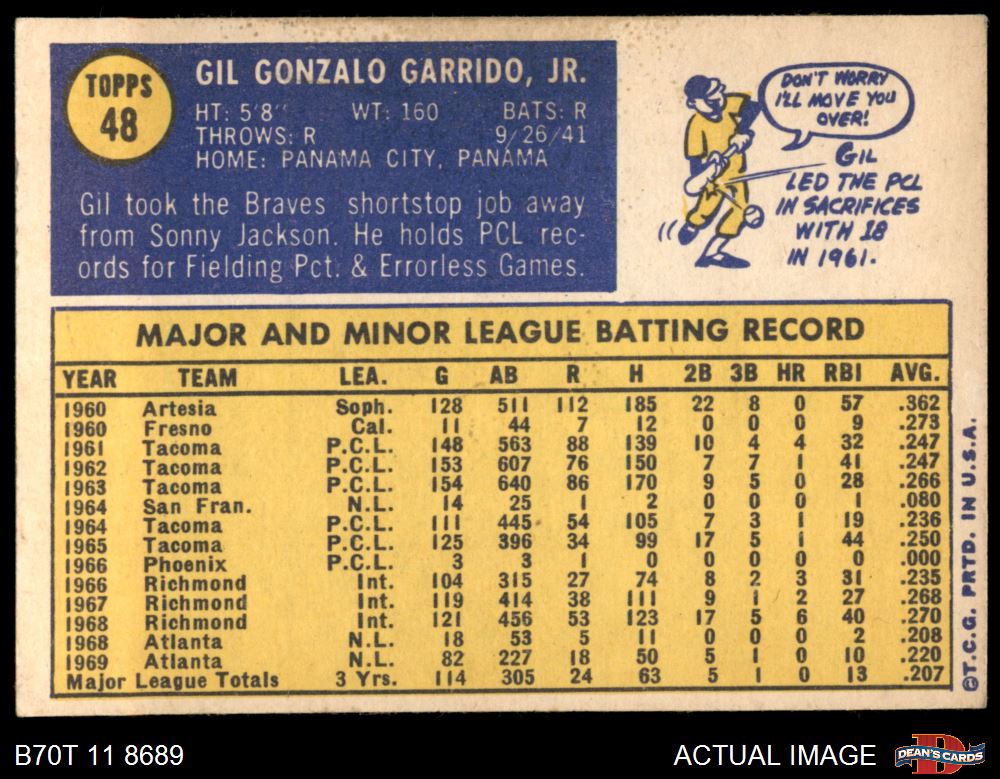 TOPPS
48
GIL GONZALO GARRIDO, JR.
HT: 5'8" WT: 160 BATS: R
THROWS: R 9/26/41
HOME: PANAMA CITY, PANAMA
Gil took the Braves shortstop job away
from Sonny Jackson. He holds PCL rec-
ords for Fielding Pct. & Errorless Games.
DON'T WORRY
I'LL MOVE YOU
OVER!
GIL
LED THE PCL
IN SACRIFICES
WITH 18
IN 1961.
MAJOR AND MINOR LEAGUE BATTING RECORD
YEAR TEAM LEA. G AB R H 2B 3B HR RBI AVG.
1960 Artesia Soph. 128 511 112 185 22 8 0 57 .362
1960 Fresno Cal. 11 44 7 12 0 0 0 9 .273
1961 Tacoma P.C.L. 148 563 88 139 10 4 4 32 .247
1962 Tacoma P.C.L. 153 607 76 150 7 7 1 41 .247
1963 Tacoma P.C.L. 154 640 86 170 9 5 0 28 .266
1964 San Fran. N.L. 14 25 1 2 0 0 0 1 .080
1964 Tacoma P.C.L. 111 445 54 105 7 3 1 19 .236
1965 Tacoma P.C.L. 125 396 34 99 17 5 1 44 .250
1966 Phoenix P.C.L. 3 3 1 0 0 0 0 0 .000
1966 Richmond Int. 104 315 27 74 8 2 3 31 .235
1967 Richmond Int. 119 414 38 111 9 1 2 27 .268
1968 Richmond Int. 121 456 53 123 17 5 6 40 .270
1968 Atlanta N.L. 18 53 5 11 0 0 0 2 .208
1969 Atlanta N.L. 82 227 18 50 5 1 0 10 .220
Major League Totals 3 Yrs. 114 305 24 63 5 1 0 13 .207
©T.C.G. PRTD. IN U.S.A.
B70T 11 8689
ACTUAL IMAGE
D
DEAN'S CARDS